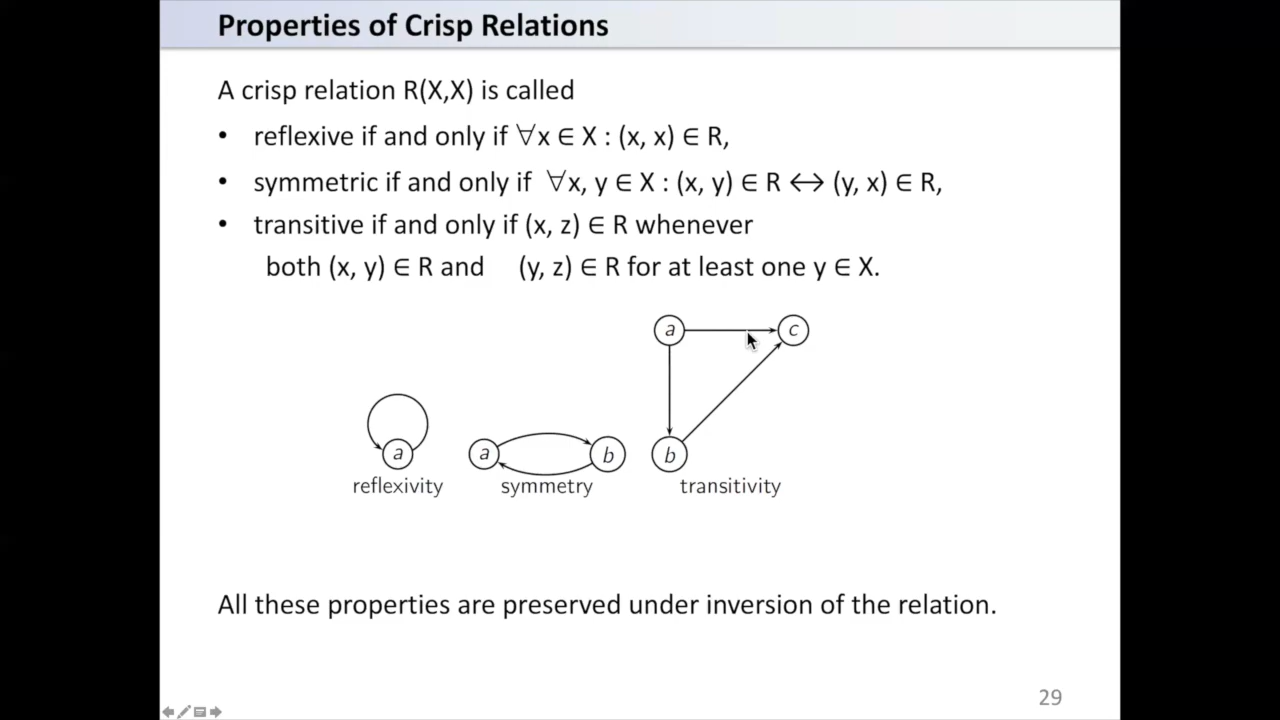 Properties of Crisp Relations
A crisp relation R(X,X) is called
• reflexive if and only if ∀x ∈ X : (x, x) ∈ R,
• symmetric if and only if ∀x, y ∈ X : (x, y) ∈ R ↔ (y, x) ∈ R,
• transitive if and only if (x, z) ∈ R whenever
both (x, y) ∈ R and (y, z) ∈ R for at least one y ∈ X.
a c
a a b b
reflexivity symmetry transitivity
All these properties are preserved under inversion of the relation.
29